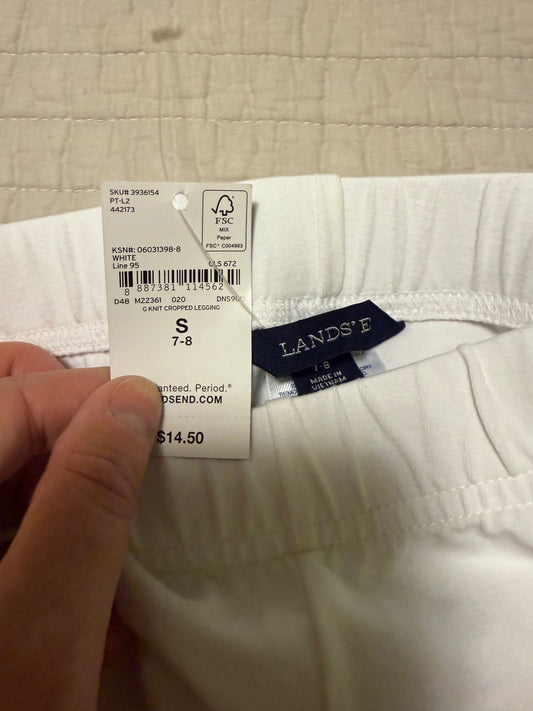 SKU# 3936154
PT-L2
442173
FSC
MIX
Paper
FSC® C004883
KSN#: 06031398-8
WHITE
Line 95
CLS 672
8 887381 114562
D48 M22361 020
G KNIT CROPPED LEGGING
S
7-8
anteed. Period.®
DSEND.COM
$14.50
LANDS' E
7-8
MADE IN
VIETNAM